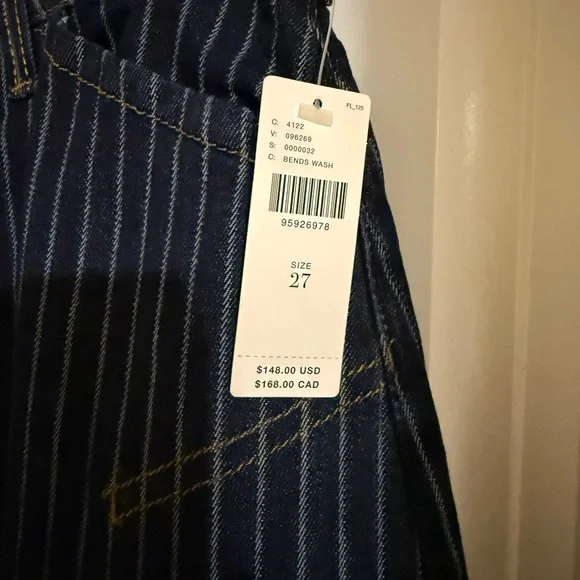 FL_125
C: 4122
V: 096269
S: 0000032
C: BENDS WASH
95926978
SIZE
27
$148.00 USD
$168.00 CAD